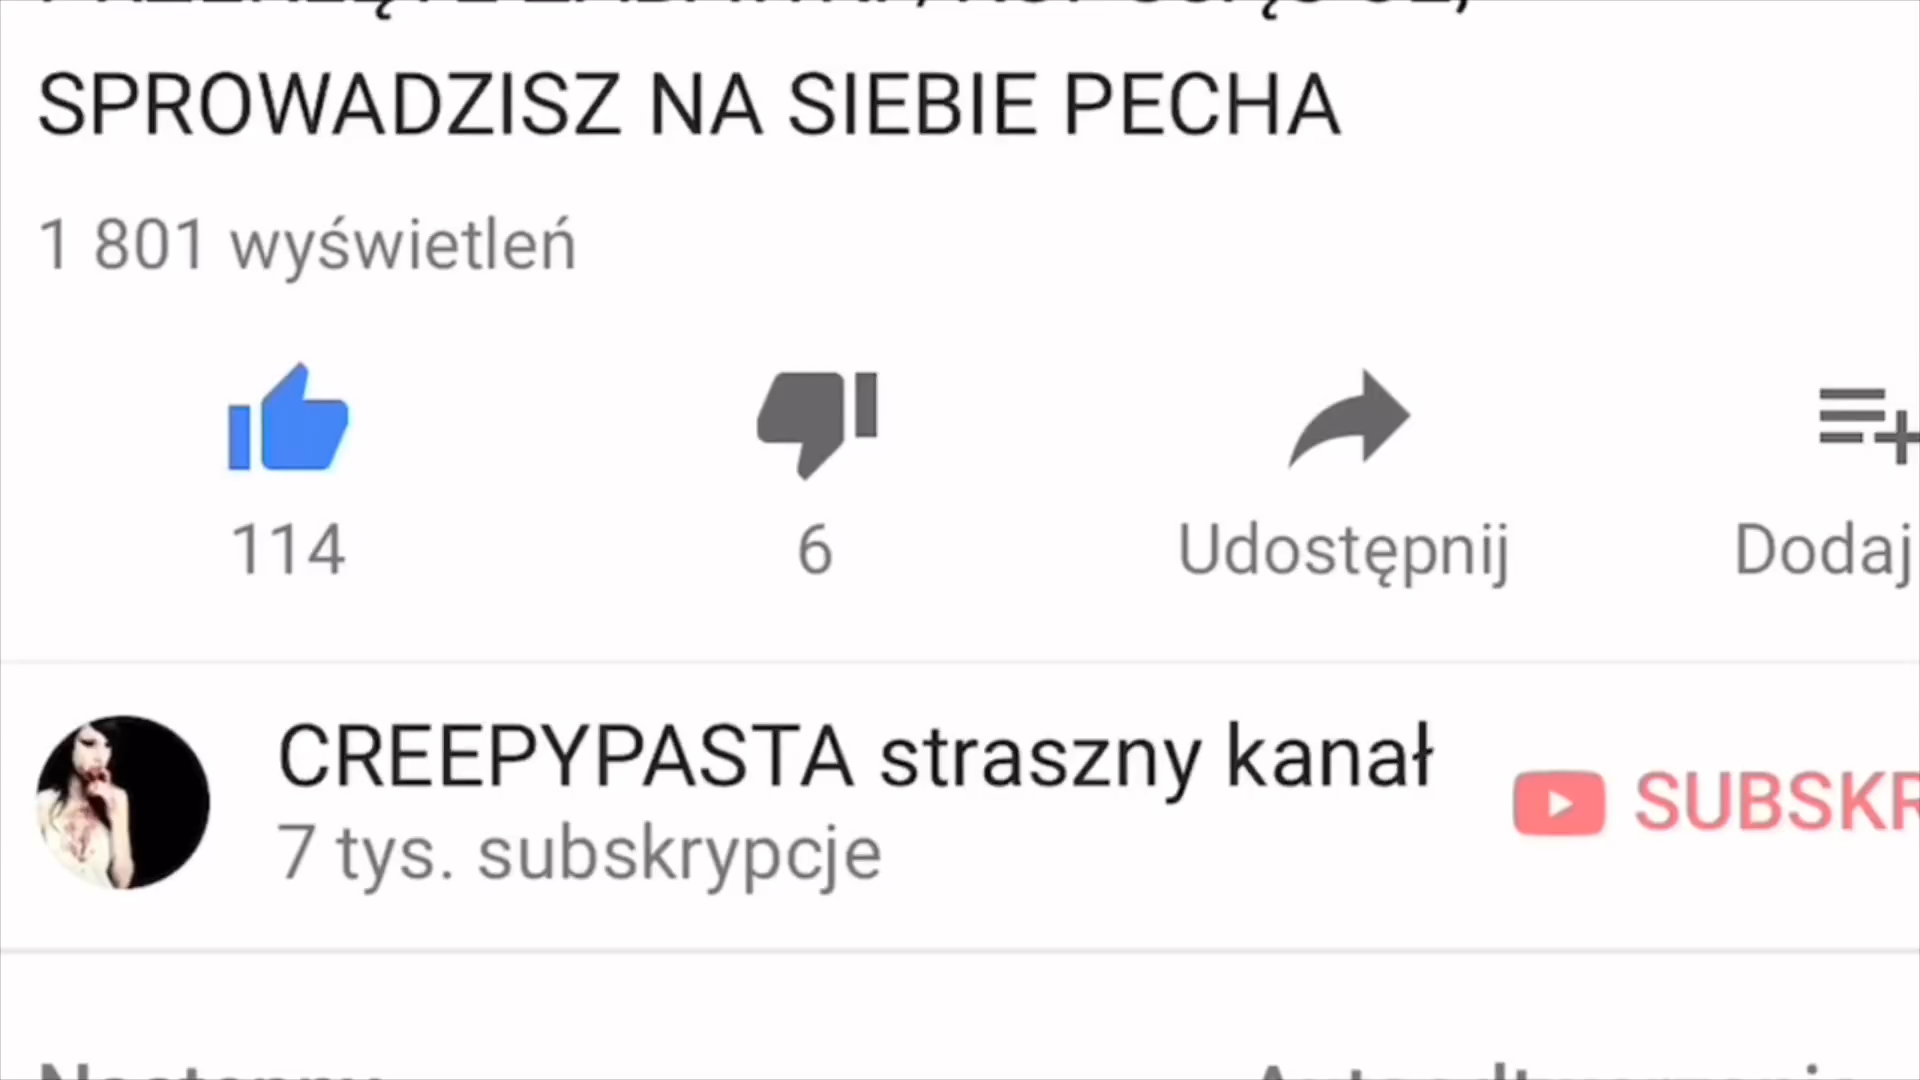 SPROWADZISZ NA SIEBIE PECHA
1 801 wyświetleń
114
6
Udostępnij
Dodaj
CREEPYPASTA straszny kanał
7 tys. subskrypcje
SUBSKR